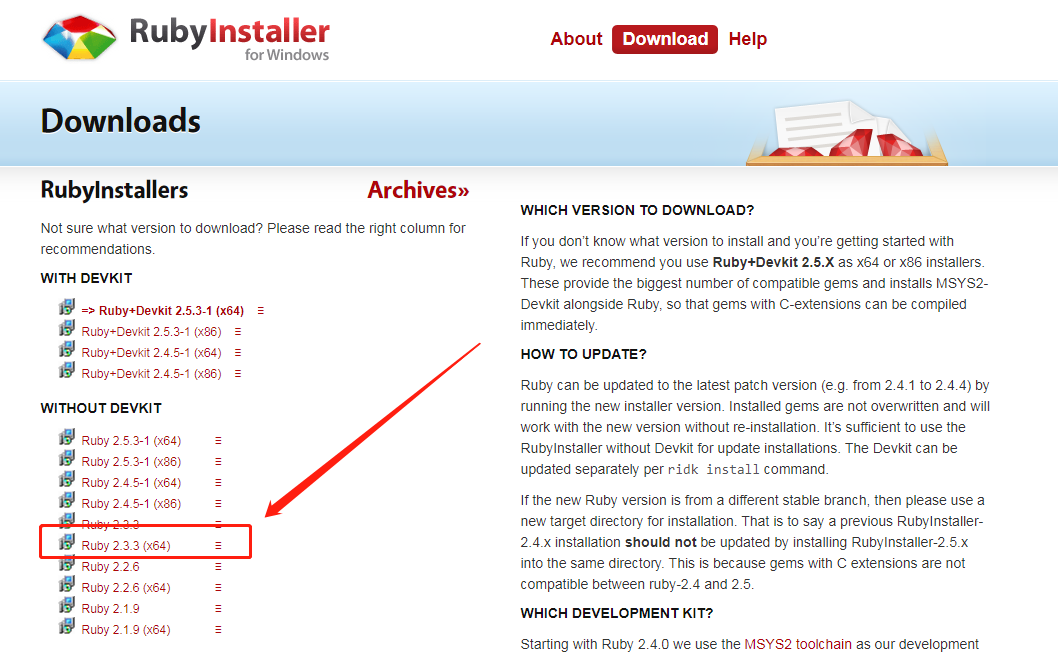 RubyInstaller
for Windows
About Download Help
Downloads
RubyInstallers Archives»
Not sure what version to download? Please read the right column for
recommendations.
WITH DEVKIT
=> Ruby+Devkit 2.5.3-1 (x64)
Ruby+Devkit 2.5.3-1 (x86)
Ruby+Devkit 2.4.5-1 (x64)
Ruby+Devkit 2.4.5-1 (x86)
WITHOUT DEVKIT
Ruby 2.5.3-1 (x64)
Ruby 2.5.3-1 (x86)
Ruby 2.4.5-1 (x64)
Ruby 2.4.5-1 (x86)
Ruby 2.3.3
Ruby 2.3.3 (x64)
Ruby 2.2.6
Ruby 2.2.6 (x64)
Ruby 2.1.9
Ruby 2.1.9 (x64)
WHICH VERSION TO DOWNLOAD?
If you don’t know what version to install and you’re getting started with
Ruby, we recommend you use Ruby+Devkit 2.5.X as x64 or x86 installers.
These provide the biggest number of compatible gems and installs MSYS2-
Devkit alongside Ruby, so that gems with C-extensions can be compiled
immediately.
HOW TO UPDATE?
Ruby can be updated to the latest patch version (e.g. from 2.4.1 to 2.4.4) by
running the new installer version. Installed gems are not overwritten and will
work with the new version without re-installation. It’s sufficient to use the
RubyInstaller without Devkit for update installations. The Devkit can be
updated separately per ridk install command.
If the new Ruby version is from a different stable branch, then please use a
new target directory for installation. That is to say a previous RubyInstaller-
2.4.x installation should not be updated by installing RubyInstaller-2.5.x
into the same directory. This is because gems with C extensions are not
compatible between ruby-2.4 and 2.5.
WHICH DEVELOPMENT KIT?
Starting with Ruby 2.4.0 we use the MSYS2 toolchain as our development